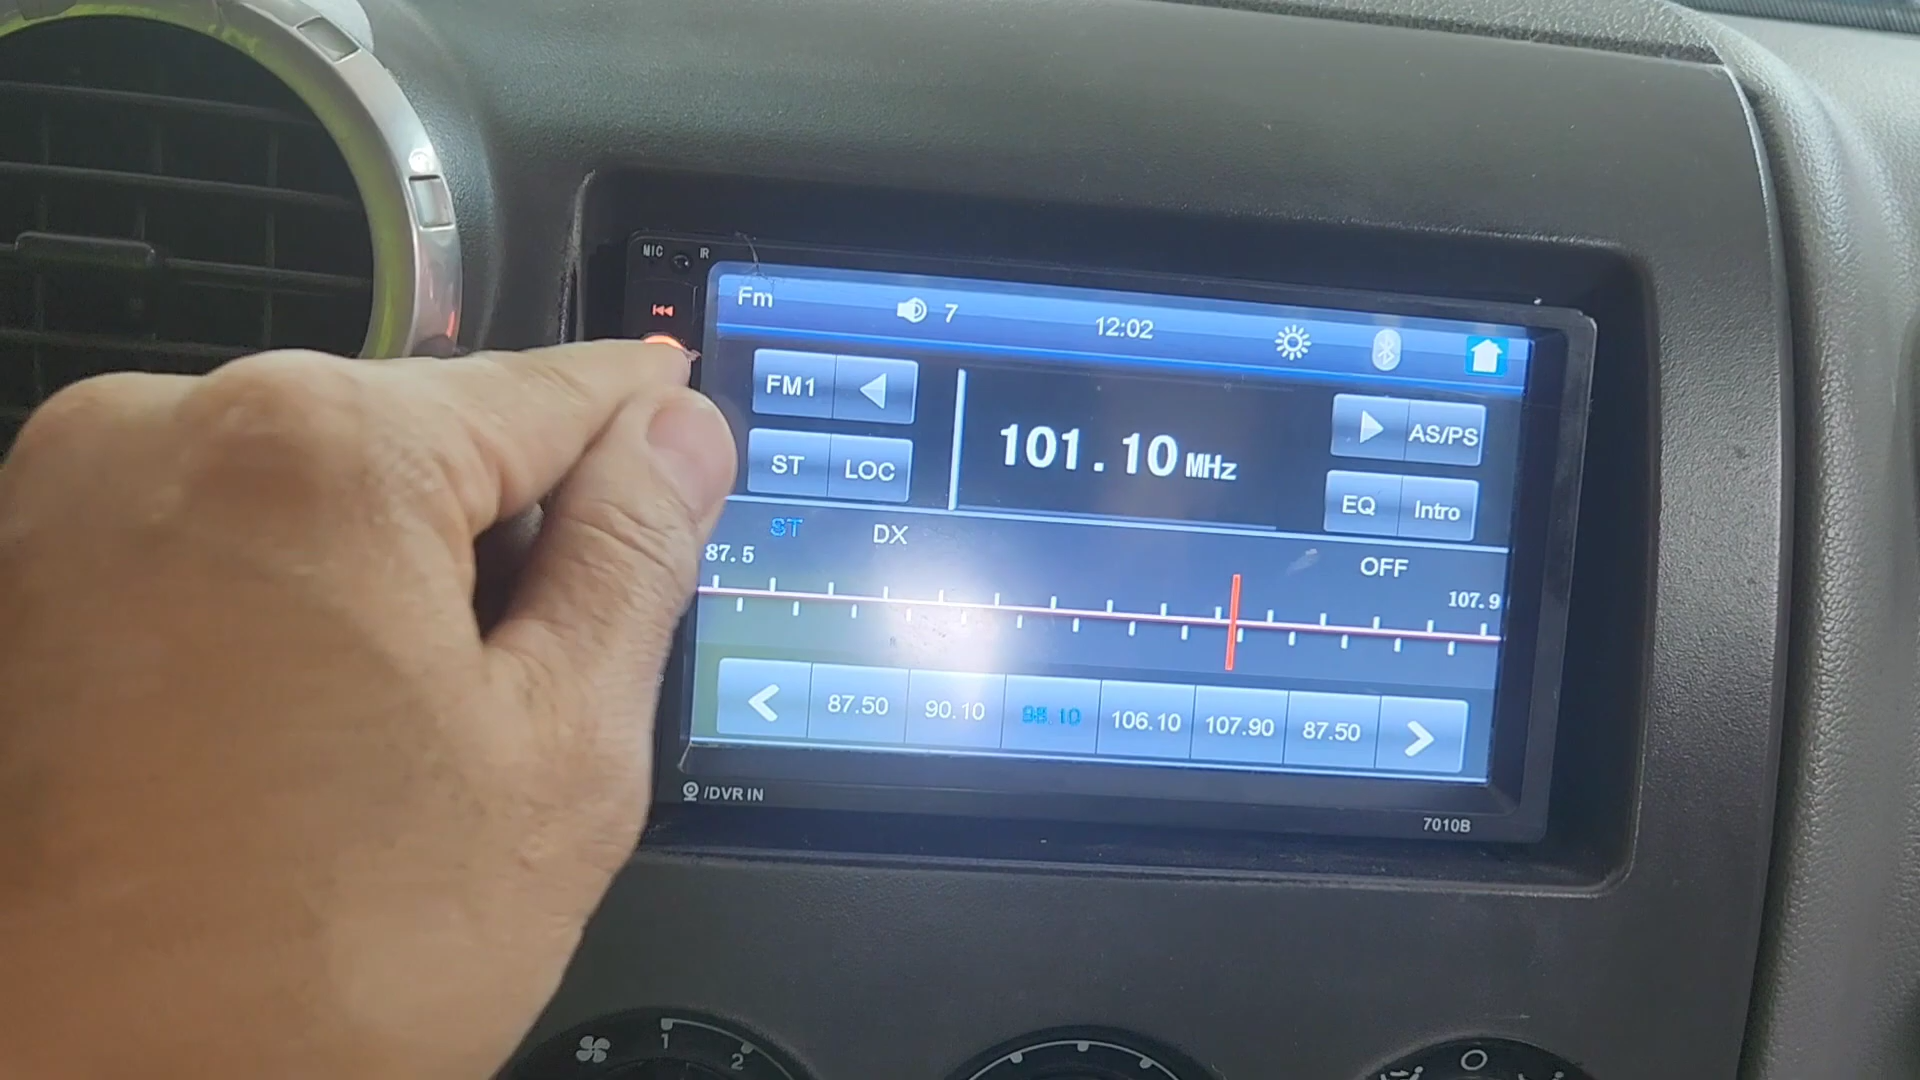 MIC IR
Fm 7 12:02
FM1 101.10 MHz AS/PS
ST LOC EQ Intro
ST DX OFF
87.5 107.9
87.50 90.10 98.10 106.10 107.90 87.50
/DVR IN
7010B
1 2